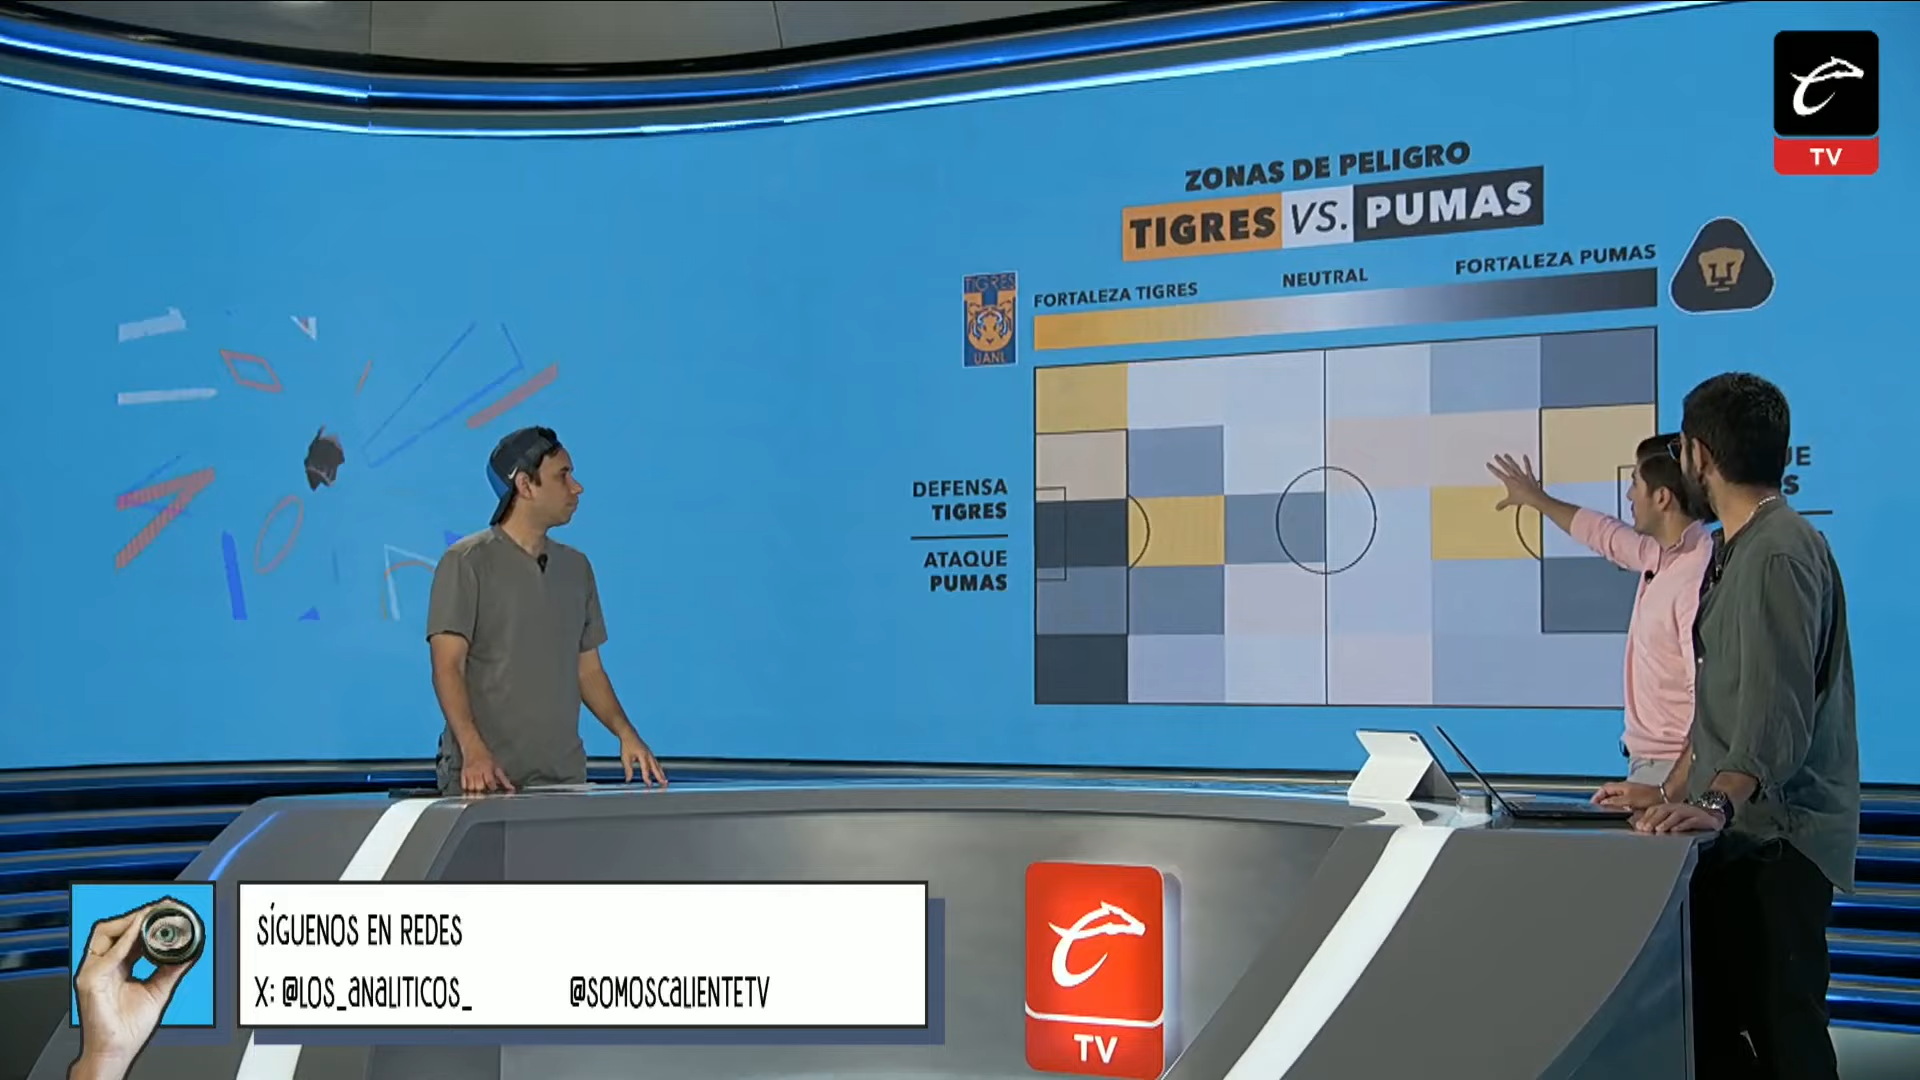 TV
ZONAS DE PELIGRO
TIGRES VS. PUMAS
FORTALEZA TIGRES
NEUTRAL
FORTALEZA PUMAS
TIGRES
UANL
DEFENSA
TIGRES
ATAQUE
PUMAS
SÍGUENOS EN REDES
X: @LOS_ANALITICOS_
@SOMOSCALIENTETV
TV